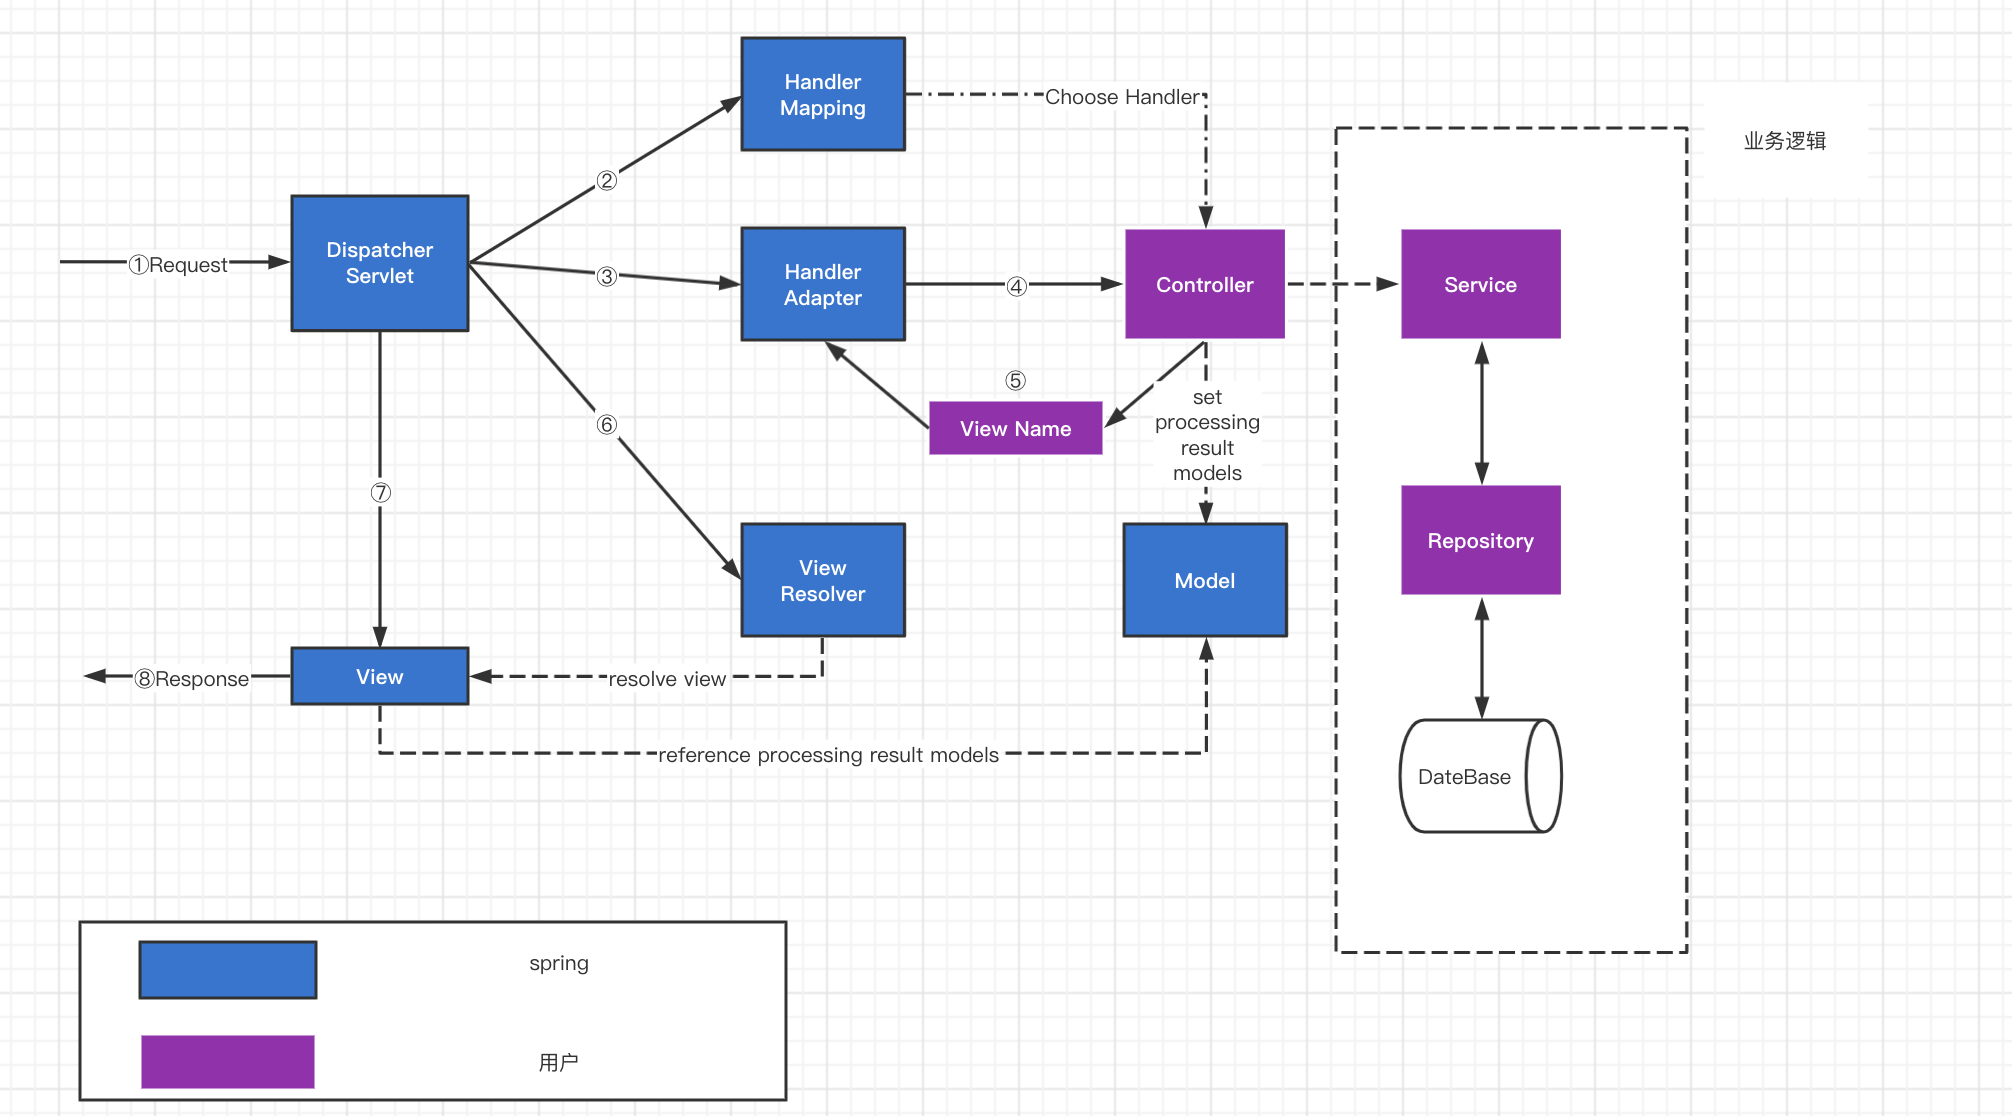 Handler
Mapping
Choose Handler
业务逻辑
②
Dispatcher
Servlet
①Request
③
Handler
Adapter
④
Controller
Service
⑤
View Name
set
processing
result
models
⑥
⑦
View
Resolver
Model
Repository
⑧Response
View
resolve view
reference processing result models
DateBase
spring
用户